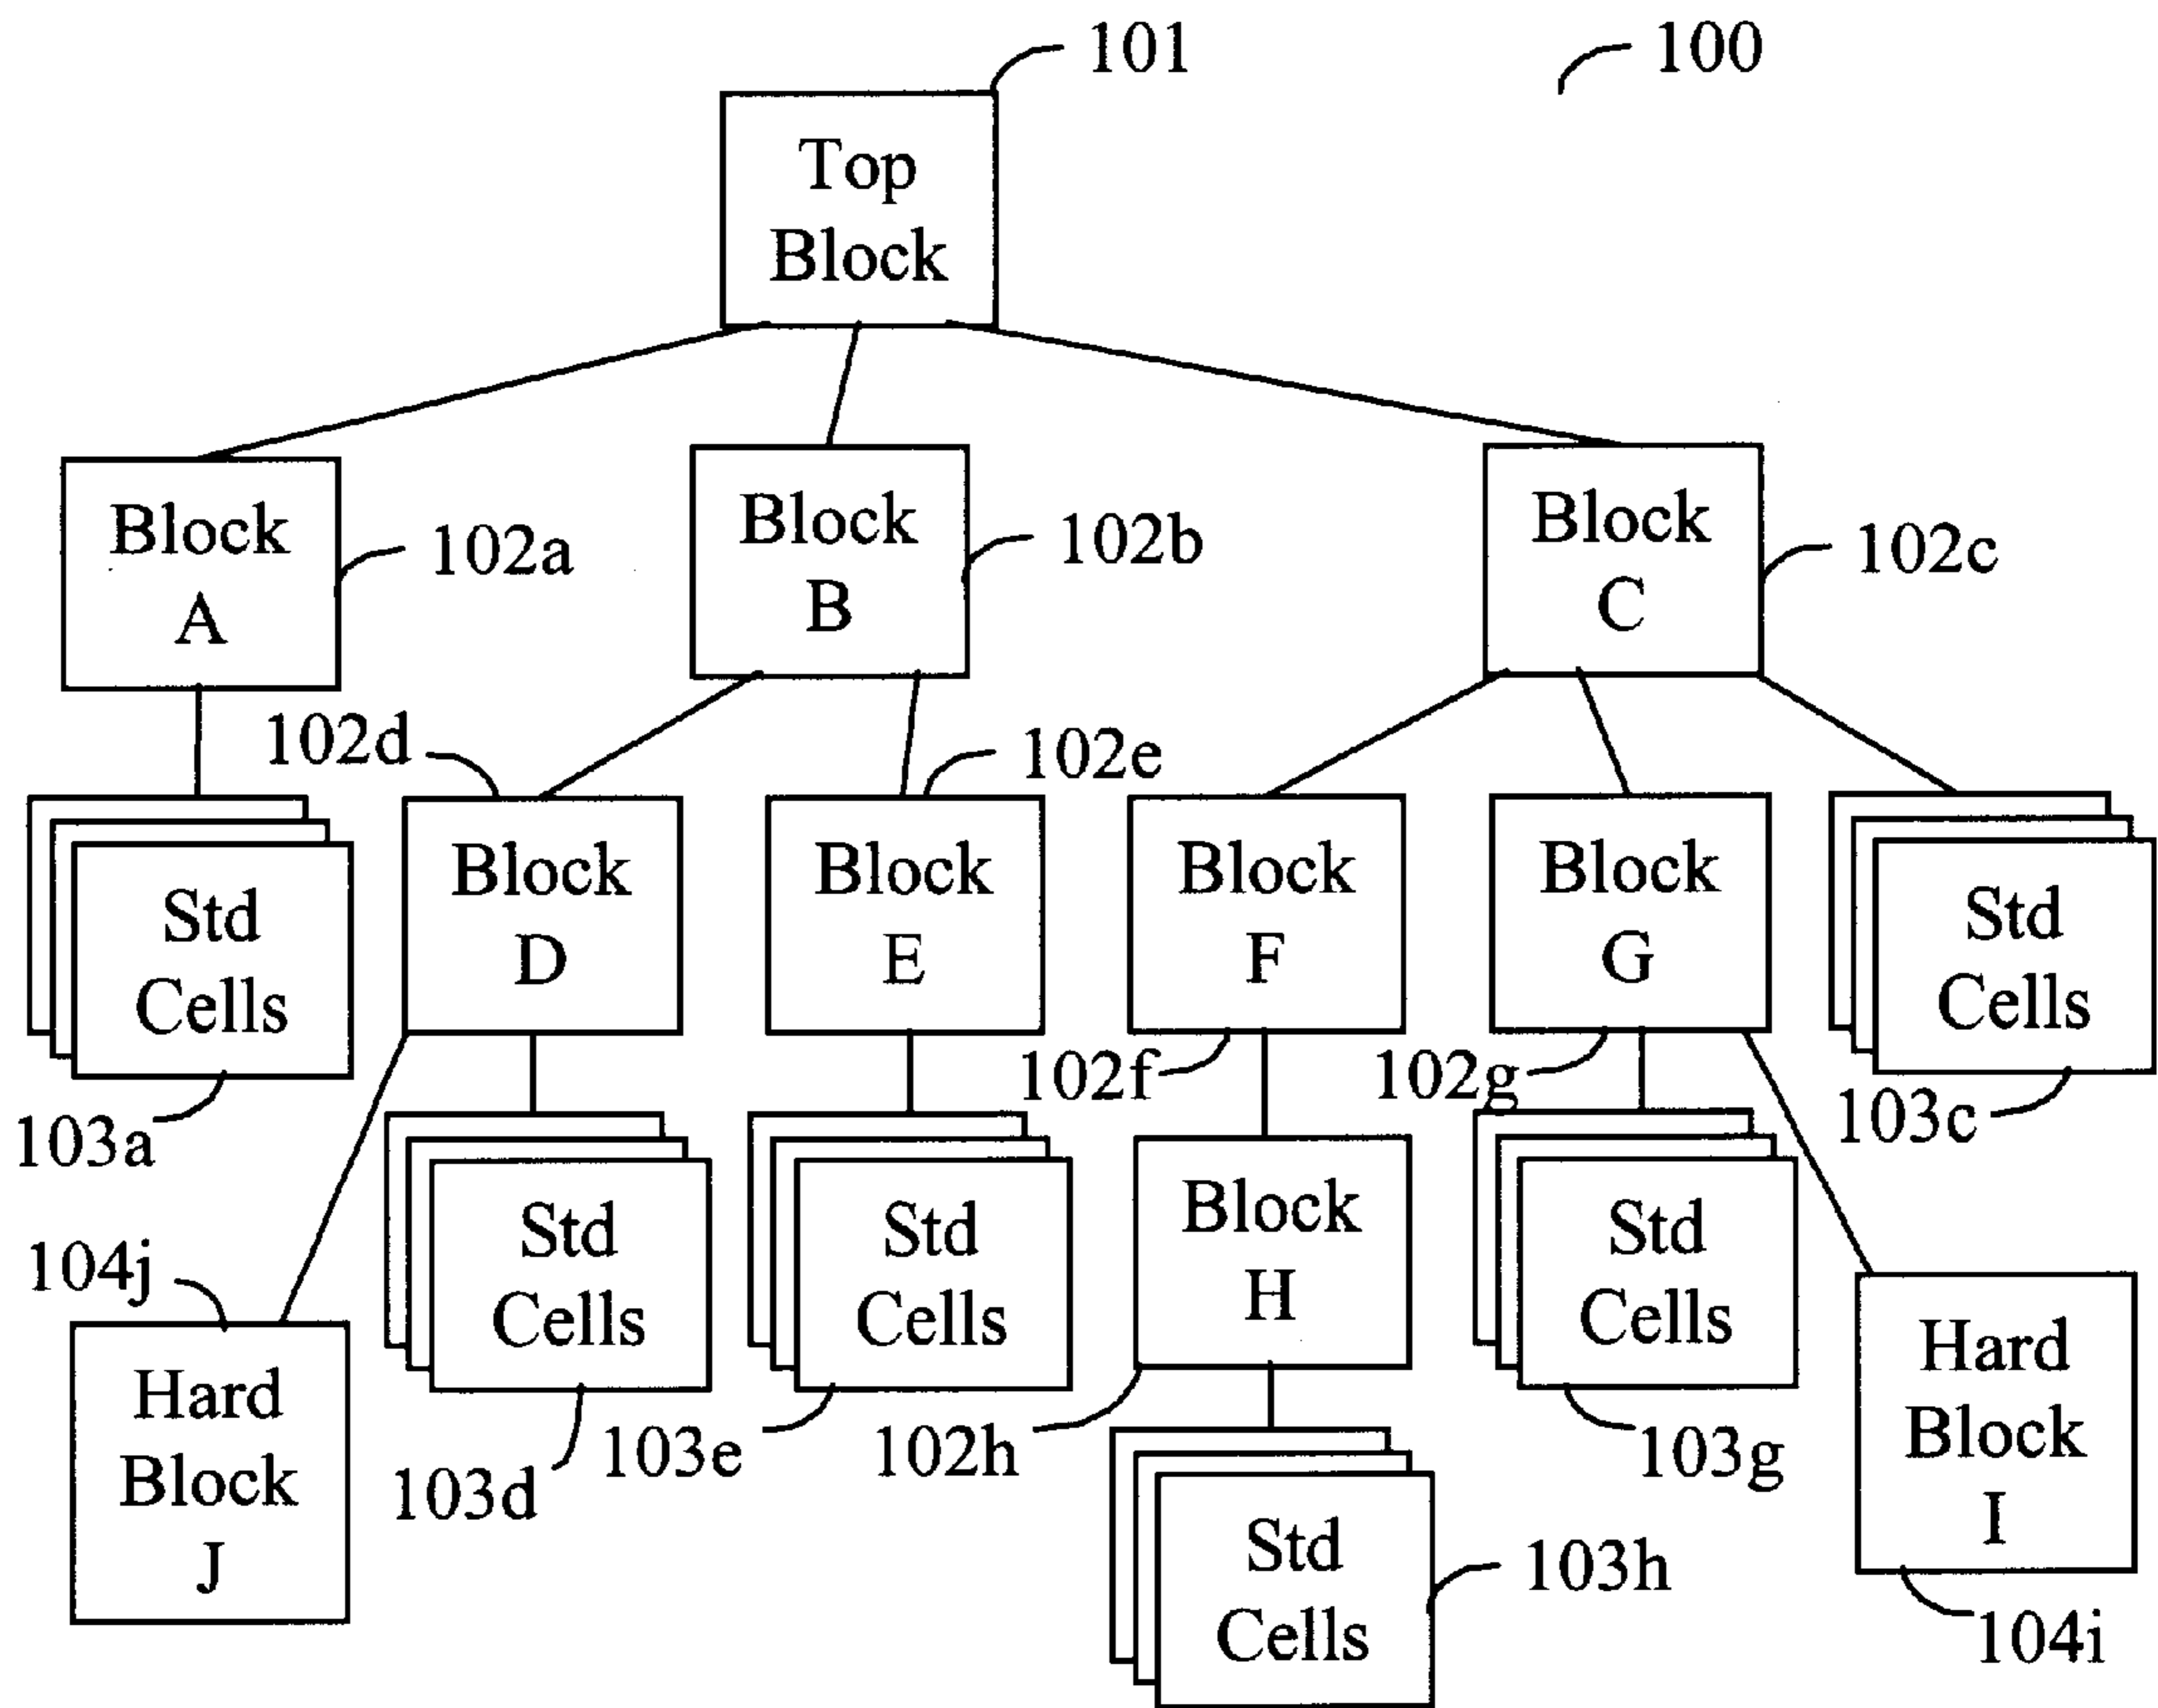 101
100
Top
Block
Block
A
102a
Block
B
102b
Block
C
102c
102d
102e
Std
Cells
103a
Block
D
Block
E
Block
F
102f
Block
G
102g
Std
Cells
103c
104j
Hard
Block
J
Std
Cells
103d
Std
Cells
103e
Block
H
102h
Std
Cells
103g
Hard
Block
I
104i
Std
Cells
103h